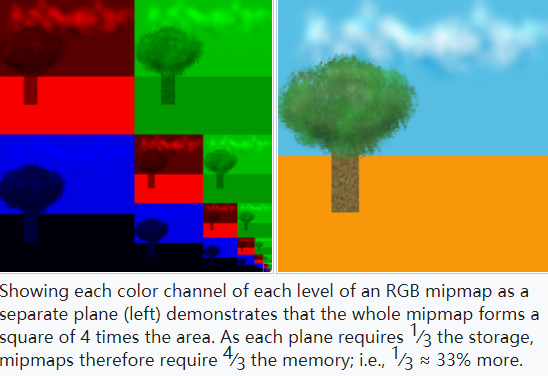 Showing each color channel of each level of an RGB mipmap as a
separate plane (left) demonstrates that the whole mipmap forms a
square of 4 times the area. As each plane requires 1⁄3 the storage,
mipmaps therefore require 4⁄3 the memory; i.e., 1⁄3 ≈ 33% more.